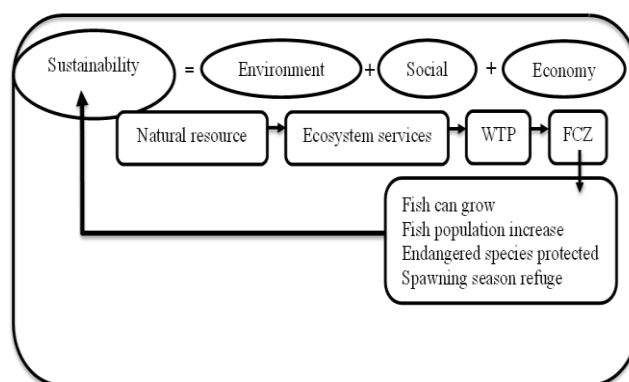 Sustainability = Environment + Social + Economy
Natural resource Ecosystem services WTP FCZ
Fish can grow
Fish population increase
Endangered species protected
Spawning season refuge